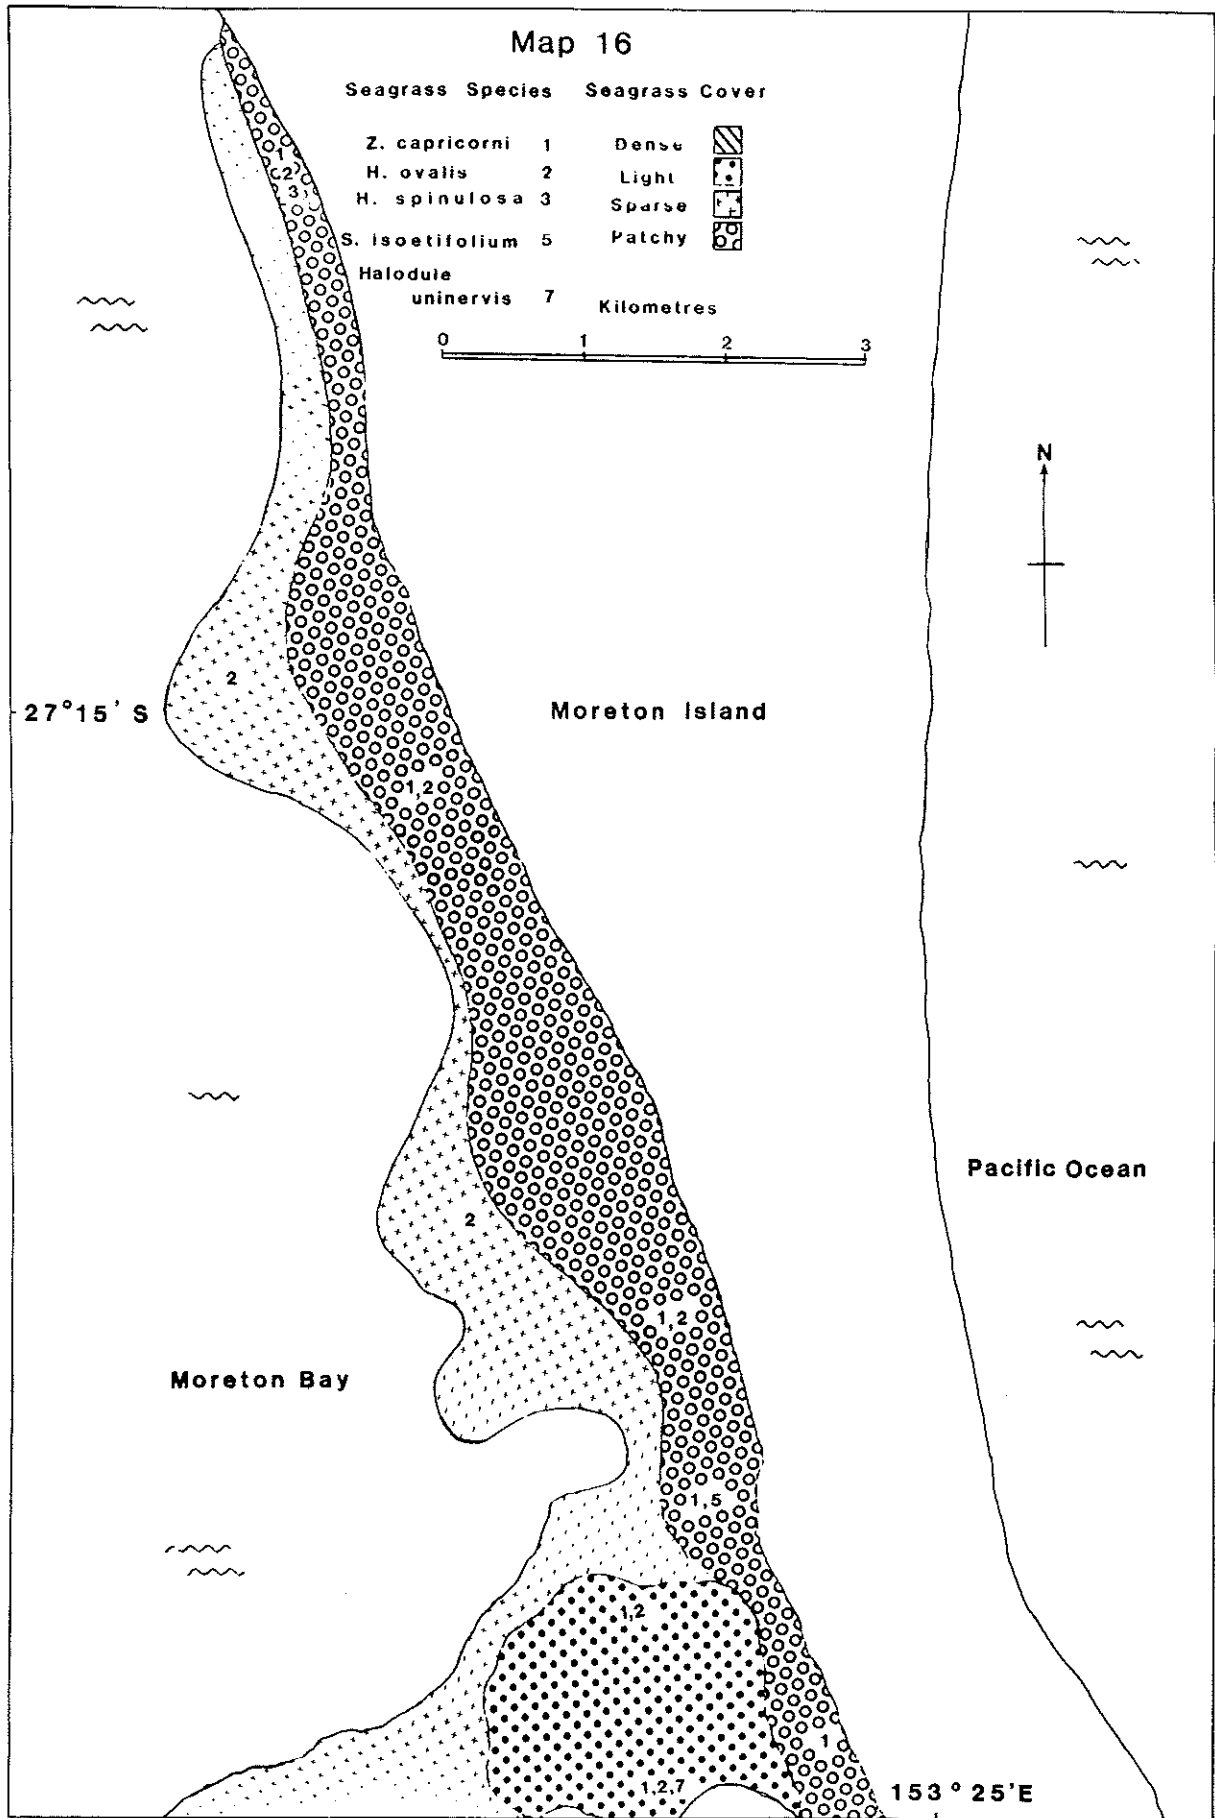 Map 16
Seagrass Species Seagrass Cover
Z. capricorni 1 Dense
H. ovalis 2 Light
H. spinulosa 3 Sparse
S. isoetifolium 5 Patchy
Halodule
uninervis 7 Kilometres
0 1 2 3
1
2
3
N
2
27°15' S
Moreton Island
1,2
Pacific Ocean
2
1,2
Moreton Bay
1,5
1,2
1
1,2,7
153° 25'E